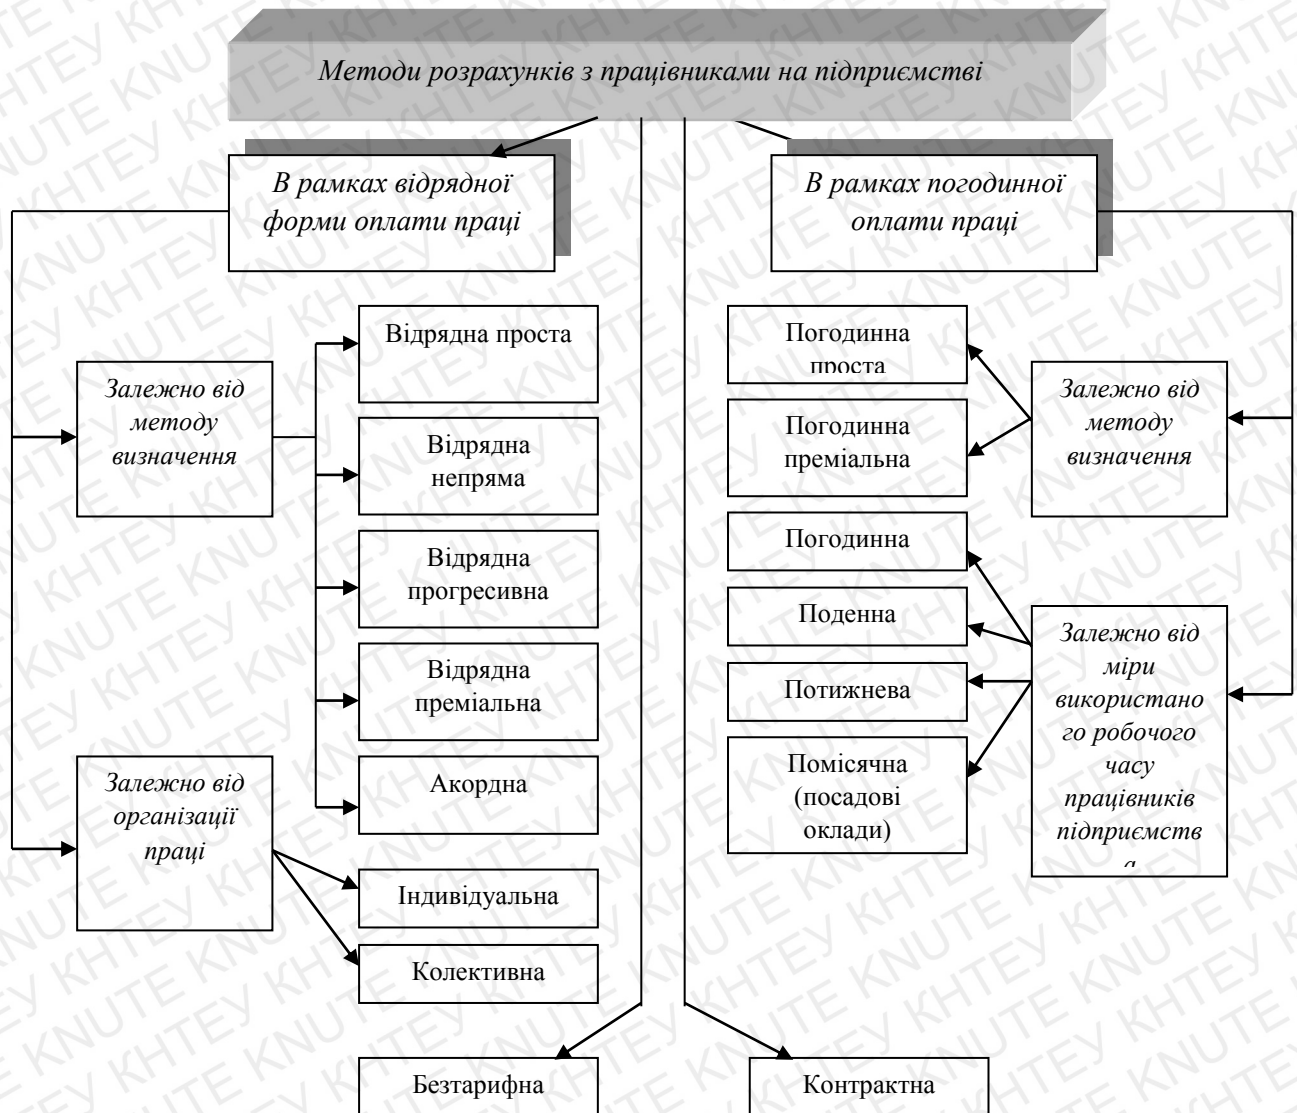 Методи розрахунків з працівниками на підприємстві
В рамках відрядної
форми оплати праці
В рамках погодинної
оплати праці
Залежно від
методу
визначення
Відрядна проста
Відрядна
непряма
Відрядна
прогресивна
Відрядна
преміальна
Акордна
Залежно від
організації
праці
Індивідуальна
Колективна
Погодинна
проста
Погодинна
преміальна
Залежно від
методу
визначення
Погодинна
Поденна
Потижнева
Помісячна
(посадові
оклади)
Залежно від
міри
використано
го робочого
часу
працівників
підприємств
а
Безтарифна
Контрактна
KNUTE КНТЕУ